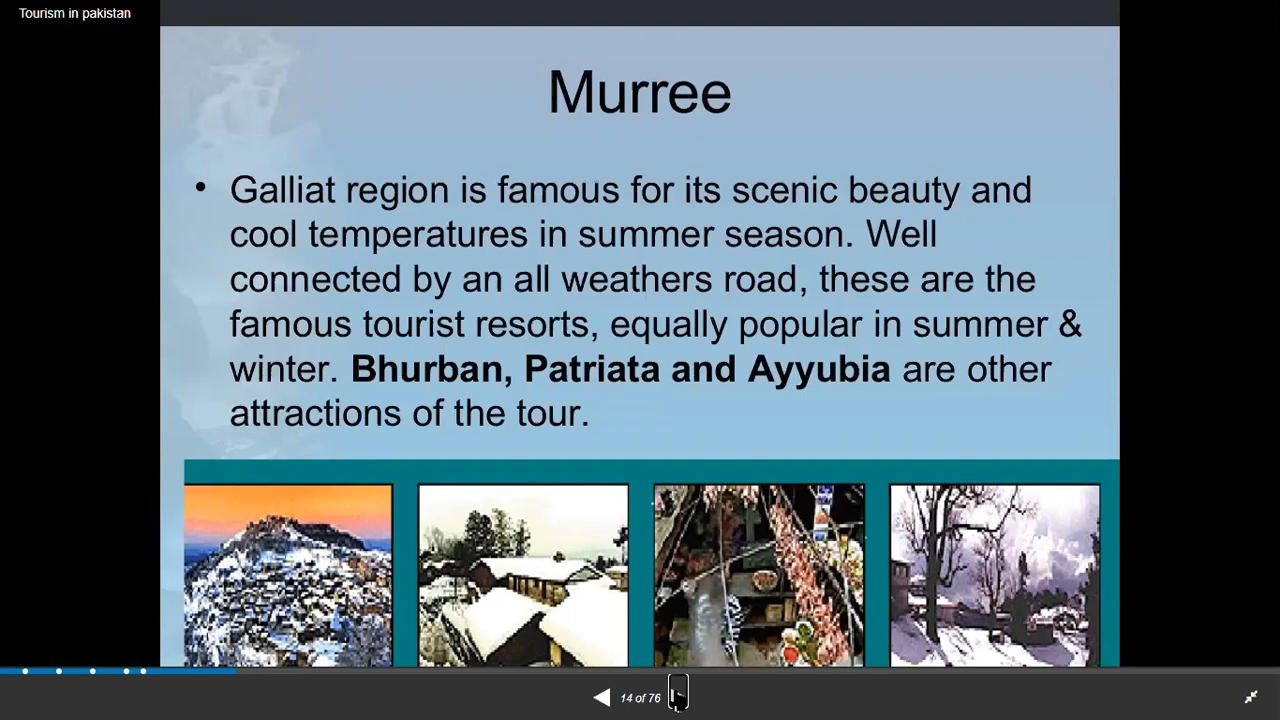 Tourism in pakistan
Murree
• Galliat region is famous for its scenic beauty and
cool temperatures in summer season. Well
connected by an all weathers road, these are the
famous tourist resorts, equally popular in summer &
winter. Bhurban, Patriata and Ayyubia are other
attractions of the tour.
14 of 76